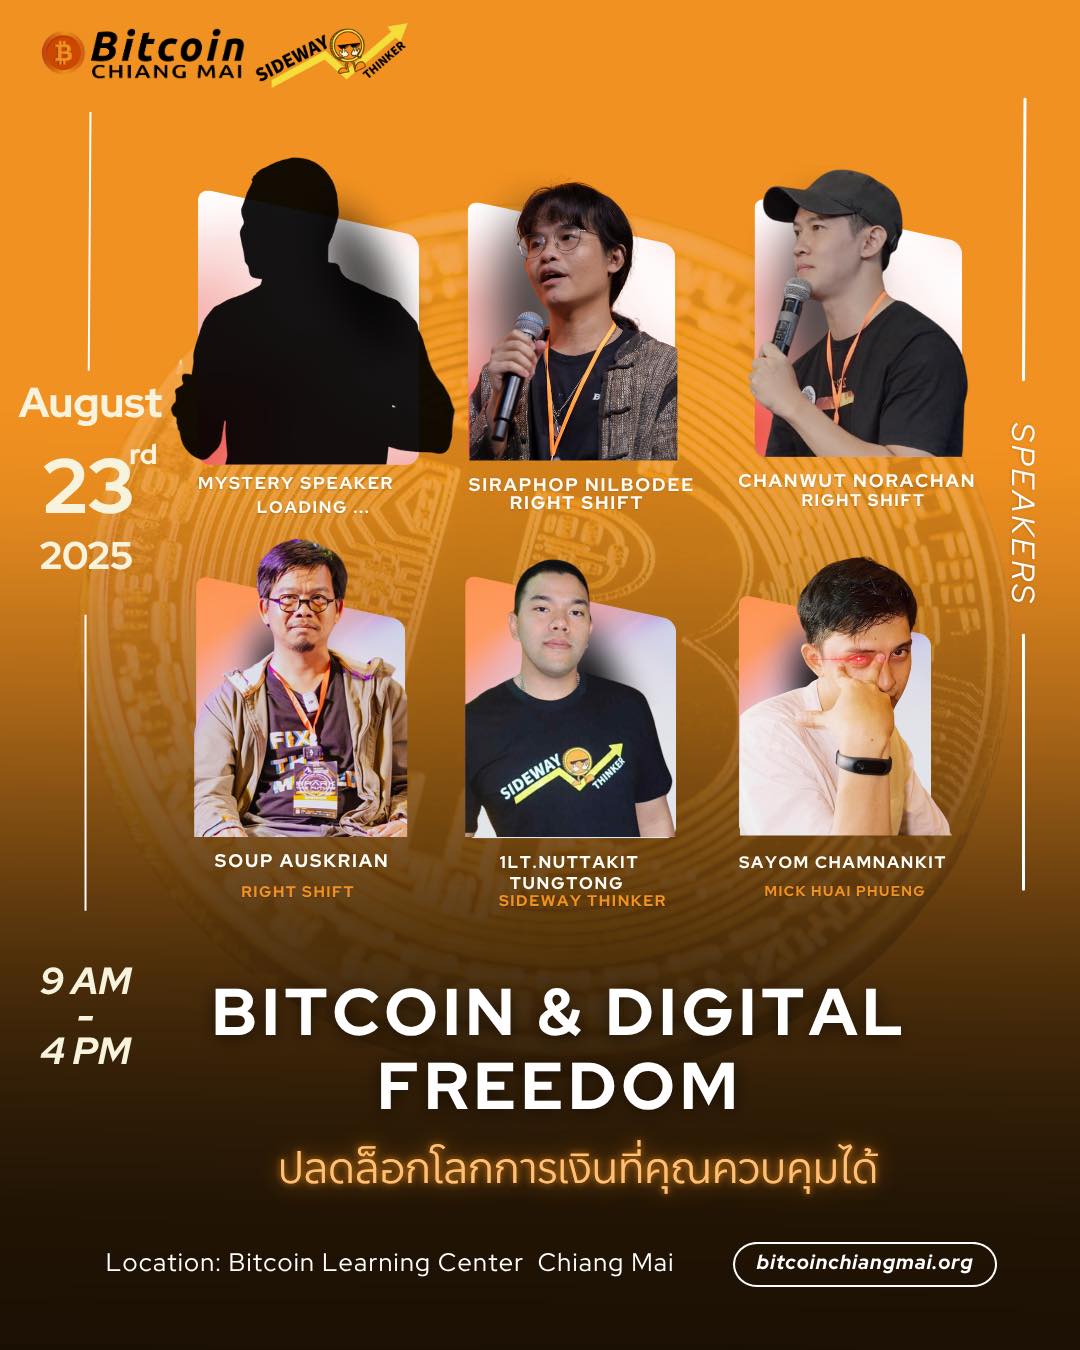 Bitcoin
CHIANG MAI
SIDEWAY
THINKER
August
23rd
2025
SPEAKERS
MYSTERY SPEAKER
LOADING ...
SIRAPHOP NILBODEE
RIGHT SHIFT
CHANWUT NORACHAN
RIGHT SHIFT
SIDEWAY
THINKER
SOUP AUSKRIAN
RIGHT SHIFT
1LT.NUTTAKIT
TUNGTONG
SIDEWAY THINKER
SAYOM CHAMNANKIT
MICK HUAI PHUENG
9 AM
-
4 PM
BITCOIN & DIGITAL
FREEDOM
ปลดล็อกโลกการเงินที่คุณควบคุมได้
Location: Bitcoin Learning Center  Chiang Mai
bitcoinchiangmai.org